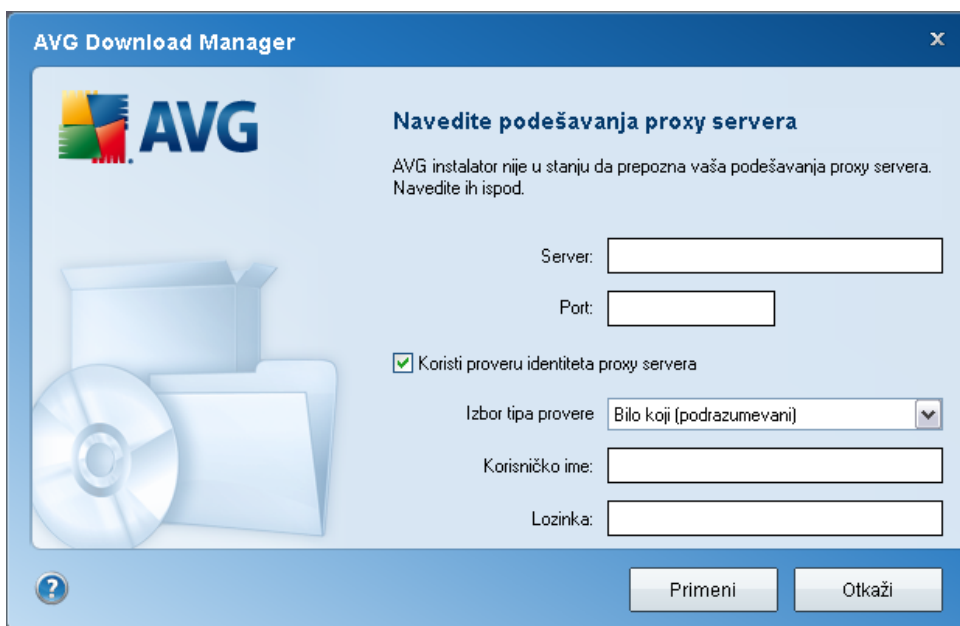 AVG Download Manager
x
AVG
Navedite podešavanja proxy servera
AVG instalator nije u stanju da prepozna vaša podešavanja proxy servera.
Navedite ih ispod.
Server:
Port:
Koristi proveru identiteta proxy servera
Izbor tipa provere
Bilo koji (podrazumevani)
Korisničko ime:
Lozinka:
?
Primeni
Otkaži